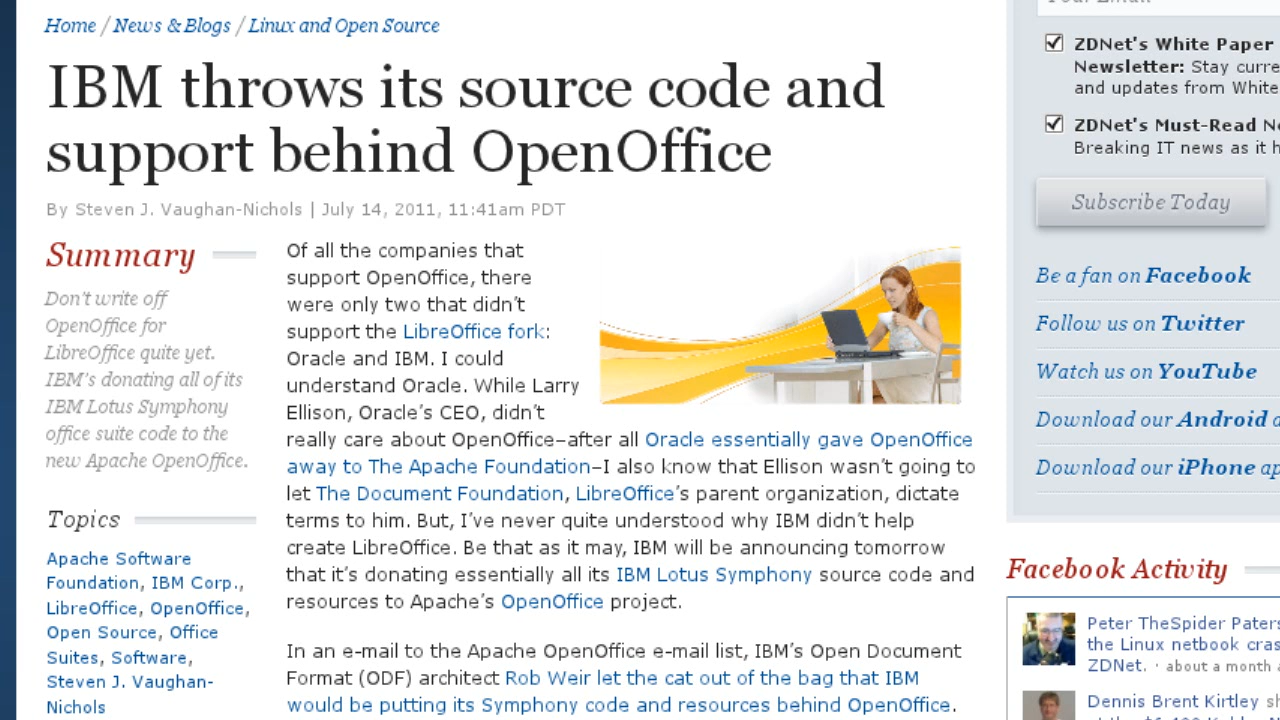 Home / News & Blogs / Linux and Open Source
IBM throws its source code and
support behind OpenOffice
By Steven J. Vaughan-Nichols | July 14, 2011, 11:41am PDT
Summary
Don't write off
OpenOffice for
LibreOffice quite yet.
IBM's donating all of its
IBM Lotus Symphony
office suite code to the
new Apache OpenOffice.
Topics
Apache Software
Foundation, IBM Corp.,
LibreOffice, OpenOffice,
Open Source, Office
Suites, Software,
Steven J. Vaughan-
Nichols
Of all the companies that
support OpenOffice, there
were only two that didn't
support the LibreOffice fork:
Oracle and IBM. I could
understand Oracle. While Larry
Ellison, Oracle's CEO, didn't
really care about OpenOffice–after all Oracle essentially gave OpenOffice
away to The Apache Foundation–I also know that Ellison wasn't going to
let The Document Foundation, LibreOffice's parent organization, dictate
terms to him. But, I've never quite understood why IBM didn't help
create LibreOffice. Be that as it may, IBM will be announcing tomorrow
that it's donating essentially all its IBM Lotus Symphony source code and
resources to Apache's OpenOffice project.
In an e-mail to the Apache OpenOffice e-mail list, IBM's Open Document
Format (ODF) architect Rob Weir let the cat out of the bag that IBM
would be putting its Symphony code and resources behind OpenOffice.
ZDNet's White Paper
Newsletter: Stay curre
and updates from White
ZDNet's Must-Read Ne
Breaking IT news as it h
Subscribe Today
Be a fan on Facebook
Follow us on Twitter
Watch us on YouTube
Download our Android a
Download our iPhone ap
Facebook Activity
Peter TheSpider Paters
the Linux netbook cras
ZDNet. · about a month a
Dennis Brent Kirtley sh